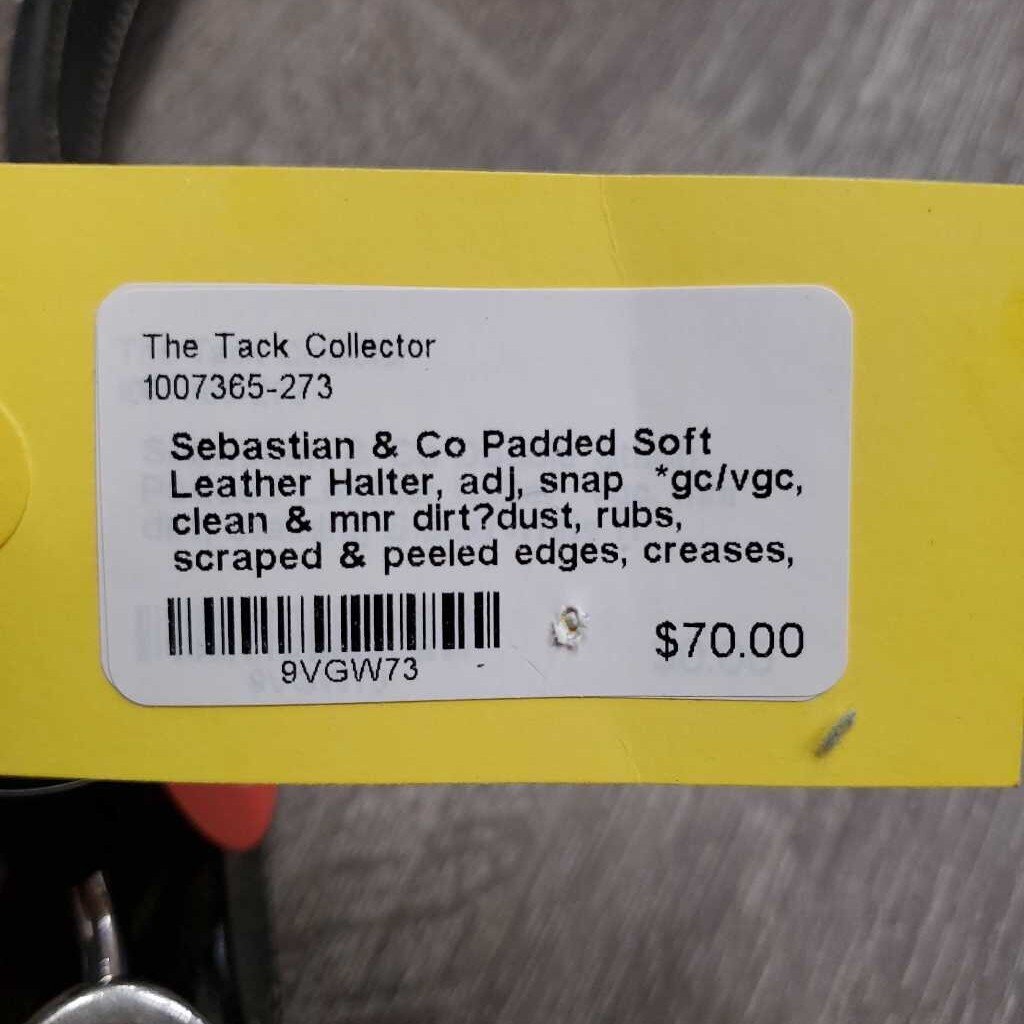 The Tack Collector
1007365-273
Sebastian & Co Padded Soft
Leather Halter, adj, snap *gc/vgc,
clean & mnr dirt?dust, rubs,
scraped & peeled edges, creases,
9VGW73
$70.00